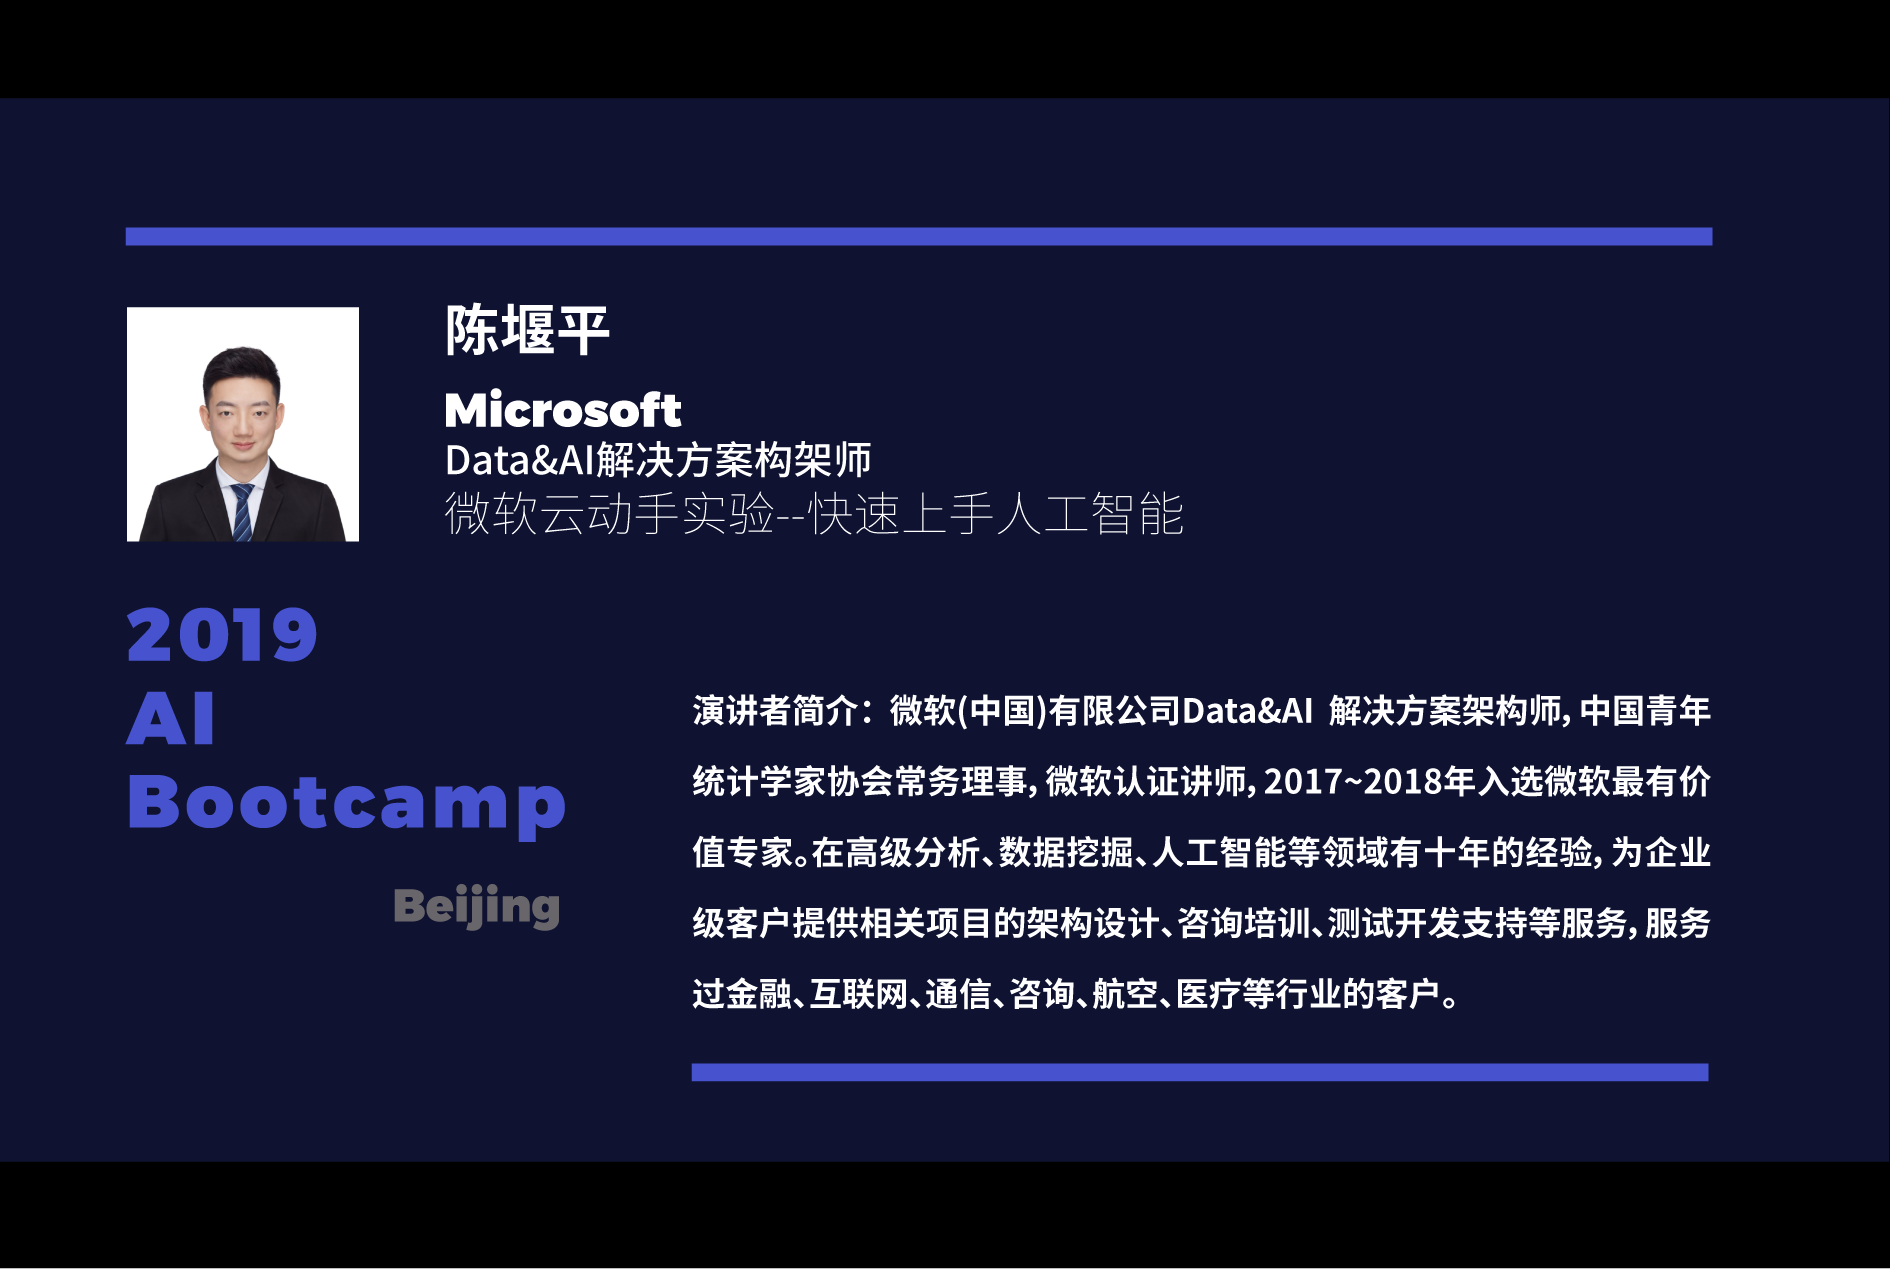 陈堰平
Microsoft
Data&AI解决方案构架师
微软云动手实验--快速上手人工智能
2019
AI
Bootcamp
Beijing
演讲者简介：微软(中国)有限公司Data&AI 解决方案架构师，中国青年
统计学家协会常务理事，微软认证讲师，2017~2018年入选微软最有价
值专家。在高级分析、数据挖掘、人工智能等领域有十年的经验，为企业
级客户提供相关项目的架构设计、咨询培训、测试开发支持等服务，服务
过金融、互联网、通信、咨询、航空、医疗等行业的客户。